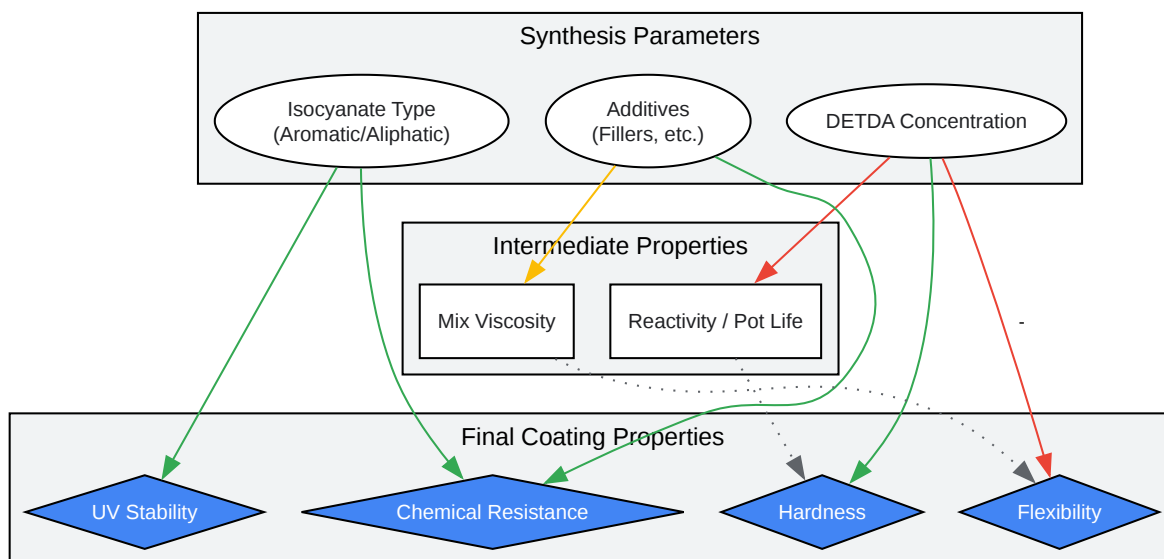 Synthesis Parameters
Isocyanate Type
(Aromatic/Aliphatic)
Additives
(Fillers, etc.)
DETDA Concentration
Intermediate Properties
Mix Viscosity
Reactivity / Pot Life
-
Final Coating Properties
UV Stability
Chemical Resistance
Hardness
Flexibility